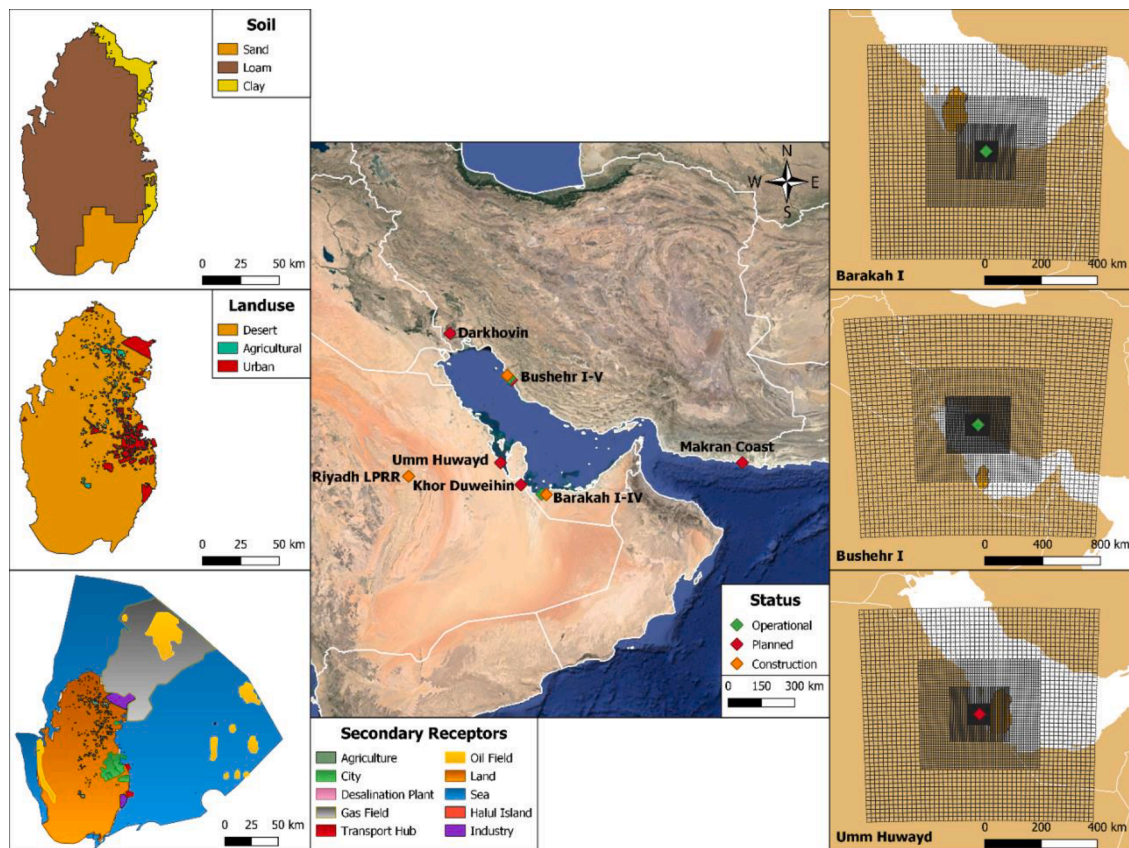 Soil
Sand
Loam
Clay
0 25 50 km
Landuse
Desert
Agricultural
Urban
0 25 50 km
0 25 50 km
N
W E
S
Darkhovin
Bushehr I-V
Makran Coast
Umm Huwayd
Riyadh LPRR
Khor Duweihin
Barakah I-IV
Status
Operational
Planned
Construction
0 150 300 km
Secondary Receptors
Agriculture
City
Desalination Plant
Gas Field
Transport Hub
Oil Field
Land
Sea
Halul Island
Industry
Barakah I
0 200 400 km
Bushehr I
0 400 800 km
Umm Huwayd
0 200 400 km